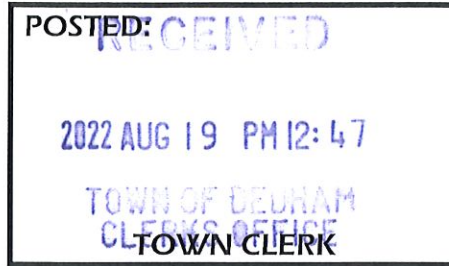 POSTED:
RECEIVED
2022 AUG 19 PM 12: 47
TOWN OF DEDHAM
CLERKS OFFICE
TOWN CLERK